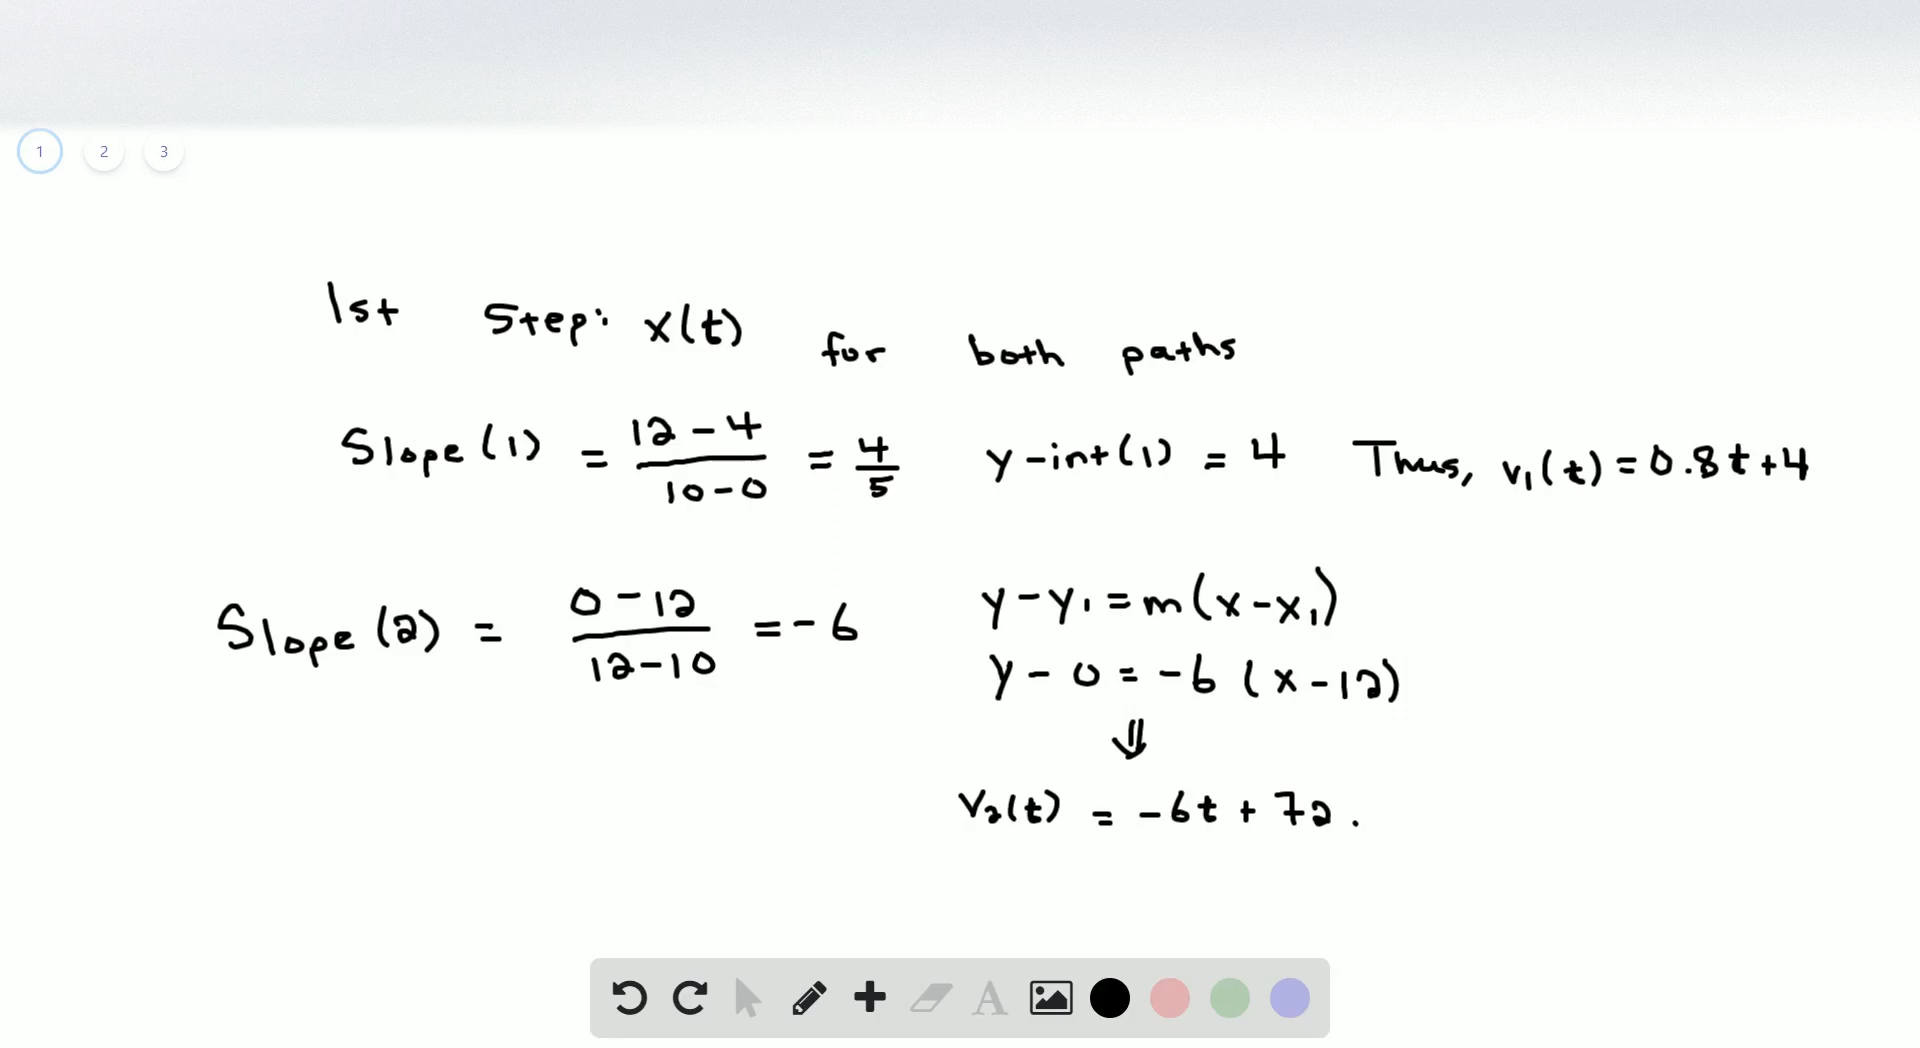 1 2 3
1st Step: x(t) for both paths
Slope (1) = 12-4 / 10-0 = 4/5 y-int(1) = 4 Thus, v₁(t) = 0.8t+4
Slope (2) = 0-12 / 12-10 = -6 y-y₁ = m(x-x₁)
y-0 = -6(x-12)
⇓
v₂(t) = -6t + 72.
A